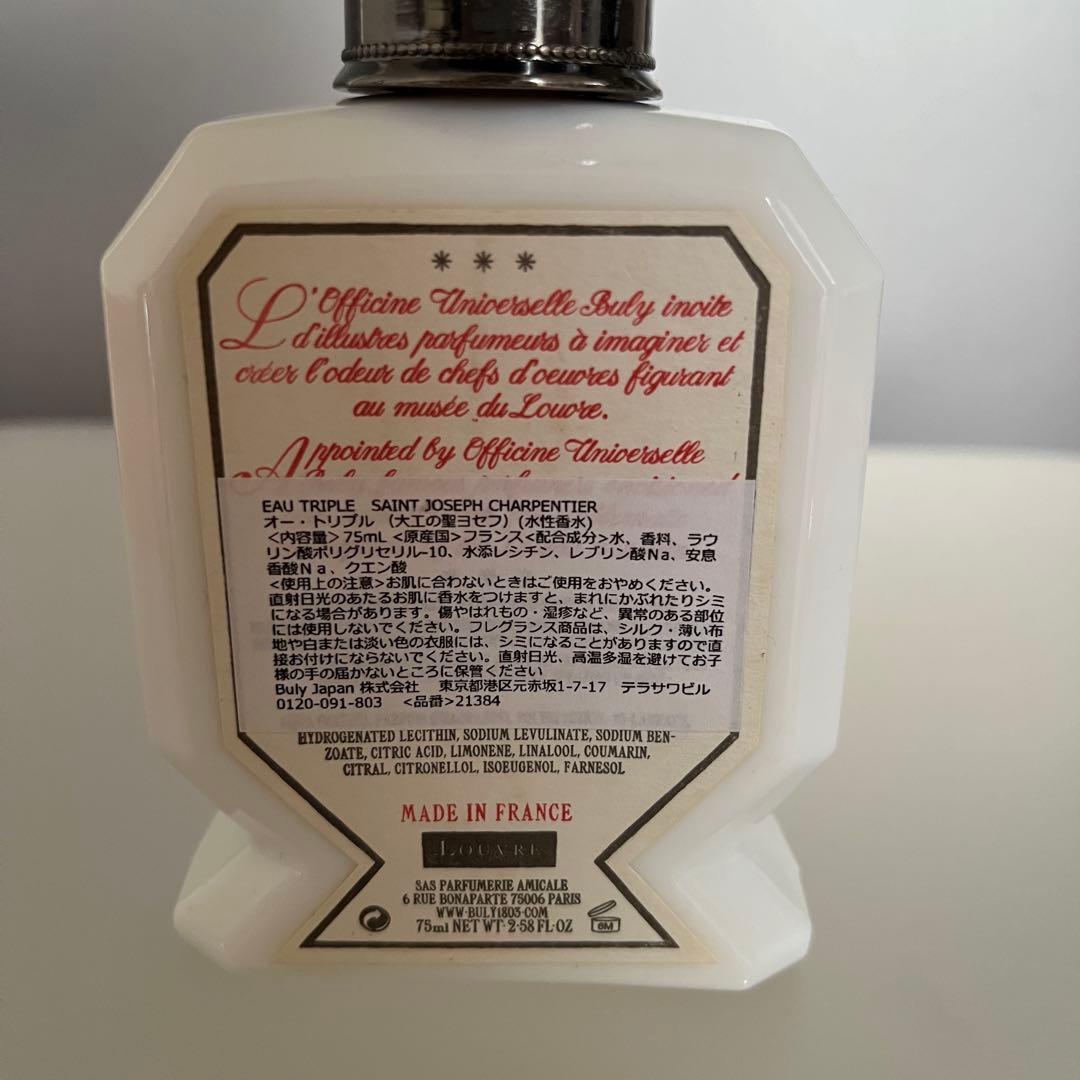 ***
L'Officine Universelle Buly invite
d'illustres parfumeurs à imaginer et
créer l'odeur de chefs d'oeuvres figurant
au musée du Louvre.
Appointed by Officine Universelle
EAU TRIPLE SAINT JOSEPH CHARPENTIER
オー・トリプル （大工の聖ヨセフ）(水性香水)
＜内容量＞75mL ＜原産国＞フランス＜配合成分＞水、香料、ラウ
リン酸ポリグリセリル-10、水添レシチン、レブリン酸Na、安息
香酸Na、クエン酸
＜使用上の注意＞お肌に合わないときはご使用をおやめください。
直射日光のあたるお肌に香水をつけますと、まれにかぶれたりシミ
になる場合があります。傷やはれもの・湿疹など、異常のある部位
には使用しないでください。フレグランス商品は、シルク・薄い布
地や白または淡い色の衣服には、シミになることがありますので直
接お付けにならないでください。直射日光、高温多湿を避けてお子
様の手の届かないところに保管ください
Buly Japan 株式会社 東京都港区元赤坂1-7-17 テラサワビル
0120-091-803 ＜品番＞21384
HYDROGENATED LECITHIN, SODIUM LEVULINATE, SODIUM BEN-
ZOATE, CITRIC ACID, LIMONENE, LINALOOL, COUMARIN,
CITRAL, CITRONELLOL, ISOEUGENOL, FARNESOL
MADE IN FRANCE
LOUVRE
SAS PARFUMERIE AMICALE
6 RUE BONAPARTE 75006 PARIS
WWW·BULY1803·COM
75ml NET WT· 2·58 FL·OZ
6M